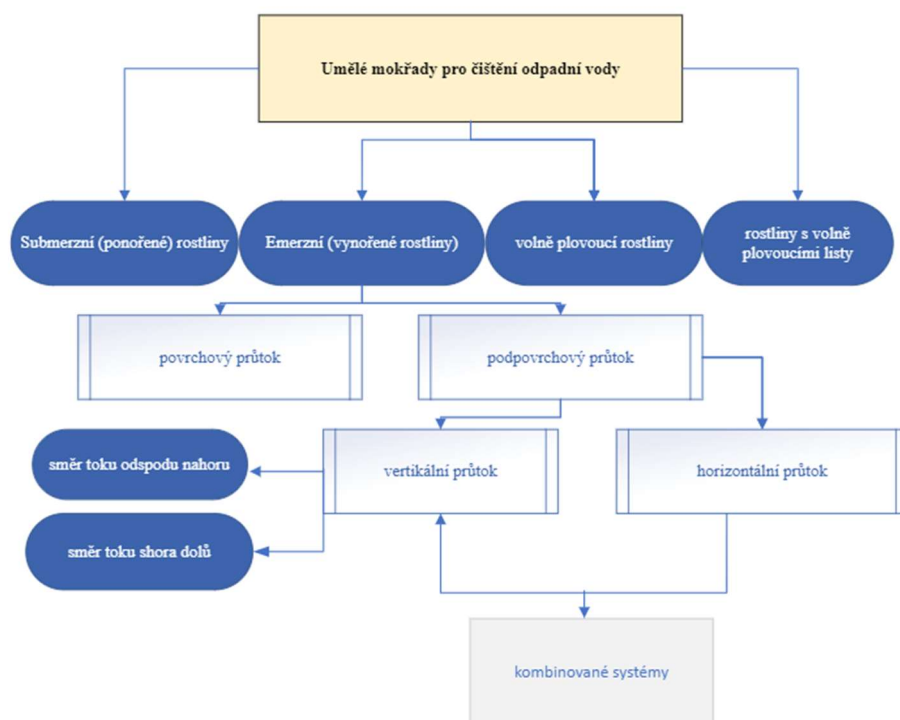 Umělé mokřady pro čištění odpadní vody
Submerzní (ponořené) rostliny
Emerzní (vynořené rostliny)
volně plovoucí rostliny
rostliny s volně
plovoucími listy
povrchový průtok
podpovrchový průtok
směr toku odspodu nahoru
vertikální průtok
horizontální průtok
směr toku shora dolů
kombinované systémy